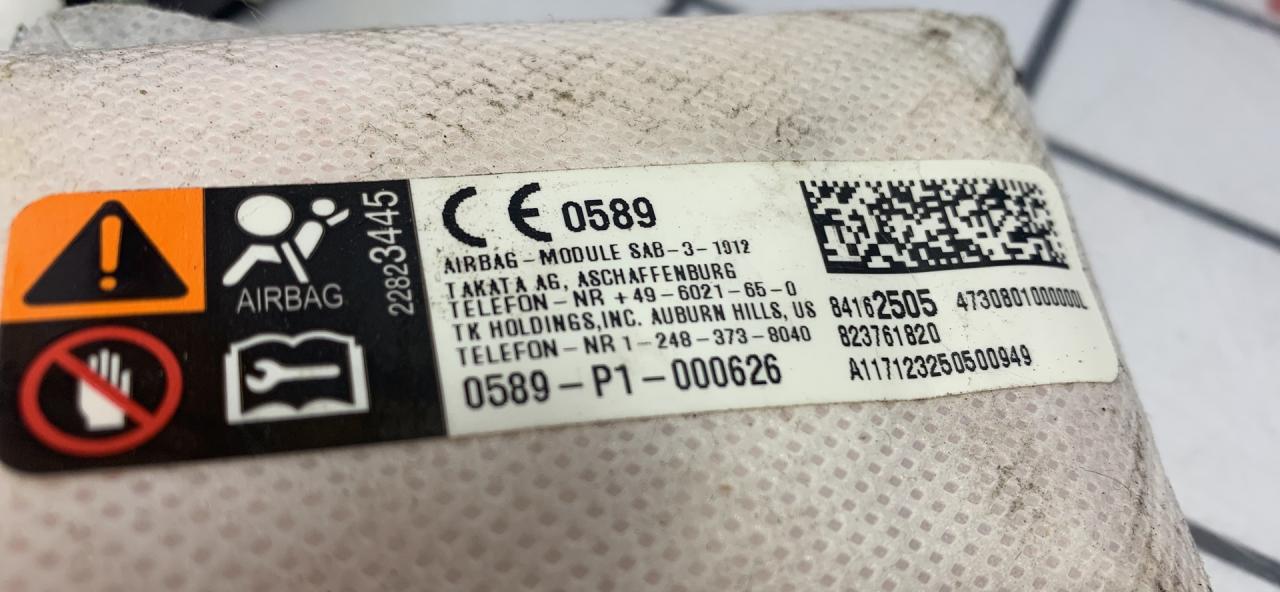 AIRBAG
22823445
CE 0589
AIRBAG-MODULE SAB-3-1912
TAKATA AG, ASCHAFFENBURG
TELEFON-NR +49-6021-65-0
TK HOLDINGS,INC. AUBURN HILLS, US
TELEFON-NR 1-248-373-8040
0589-P1-000626
84162505 4730801000000L
823761820
A117123250500949